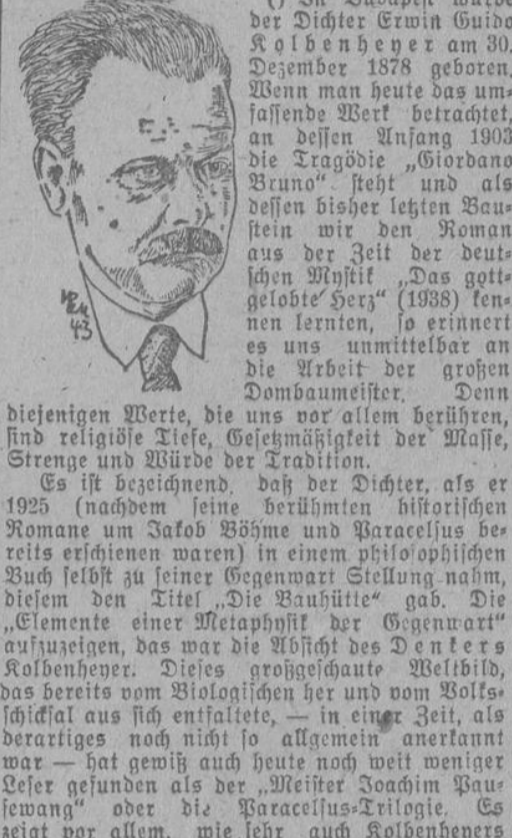 () In Budapest wurde
der Dichter Erwin Guido
Kolbenheyer am 30.
Dezember 1878 geboren.
Wenn man heute das um-
fassende Werk betrachtet,
an dessen Anfang 1903
die Tragödie „Giordano
Bruno“ steht und als
dessen bisher letzten Bau-
stein wir den Roman
aus der Zeit der deut-
schen Mystik „Das gott-
gelobte Herz“ (1938) ken-
nen lernten, so erinnert
es uns unmittelbar an
die Arbeit der großen
Dombaumeister. Denn
43
diejenigen Werte, die uns vor allem berühren,
sind religiöse Tiefe, Gesetzmäßigkeit der Masse,
Strenge und Würde der Tradition.
Es ist bezeichnend, daß der Dichter, als er
1925 (nachdem seine berühmten historischen
Romane um Jakob Böhme und Paracelsus be-
reits erschienen waren) in einem philosophischen
Buch selbst zu seiner Gegenwart Stellung nahm,
diesem den Titel „Die Bauhütte“ gab. Die
„Elemente einer Metaphysik der Gegenwart“
aufzuzeigen, das war die Absicht des Denkers
Kolbenheyer. Dieses großgeschaute Weltbild,
das bereits vom Biologischen her und vom Volks-
schicksal aus sich entfaltete, — in einer Zeit, als
derartiges noch nicht so allgemein anerkannt
war — hat gewiß auch heute noch weit weniger
Leser gefunden als der „Meister Joachim Pau-
sewang“ oder die Paracelsus-Trilogie. Es
zeigt vor allem, wie sehr auch Kolbenheyers